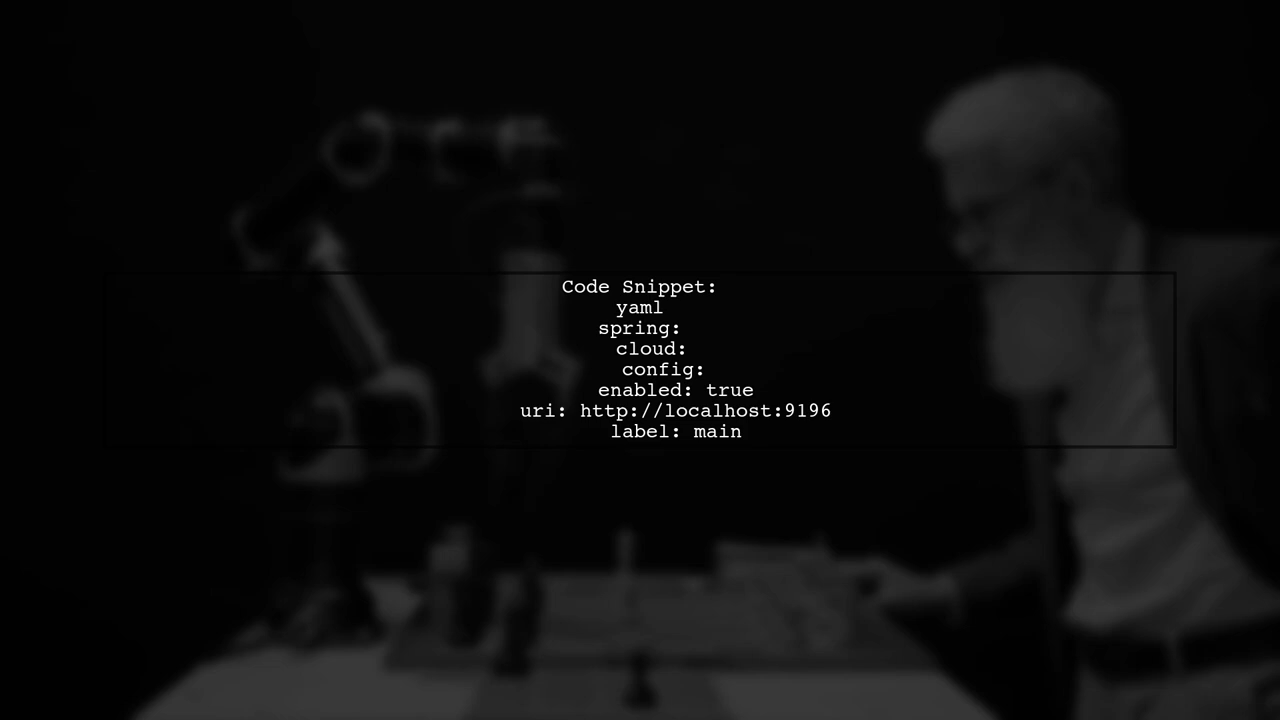 Code Snippet:
yaml
spring:
cloud:
config:
enabled: true
uri: http://localhost:9196
label: main